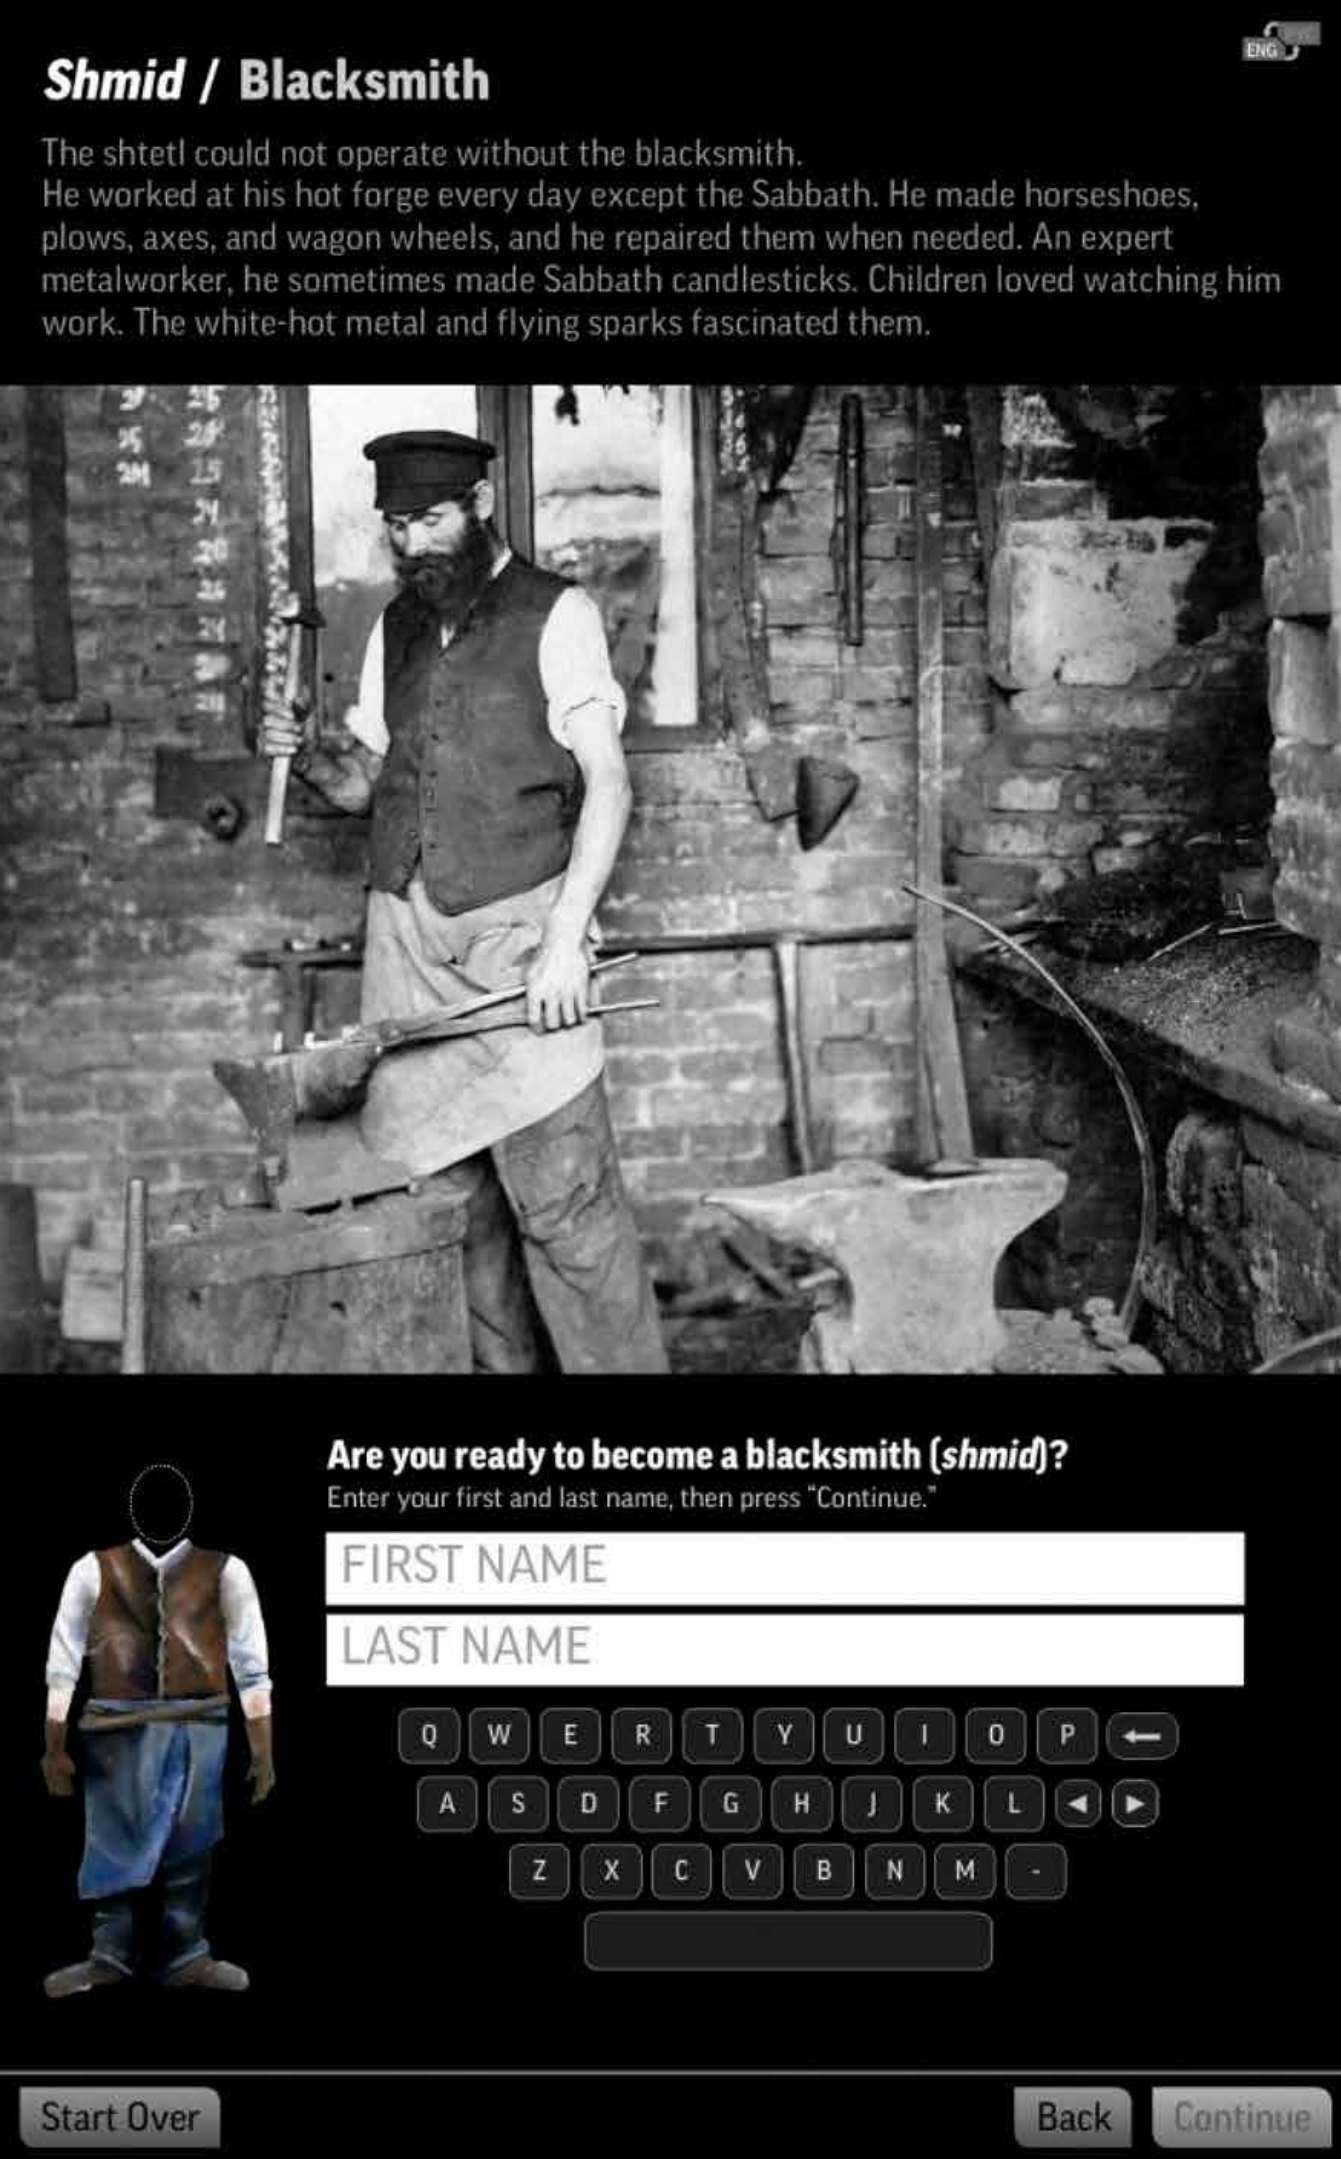 ENG
Shmid / Blacksmith
The shtetl could not operate without the blacksmith.
He worked at his hot forge every day except the Sabbath. He made horseshoes,
plows, axes, and wagon wheels, and he repaired them when needed. An expert
metalworker, he sometimes made Sabbath candlesticks. Children loved watching him
work. The white-hot metal and flying sparks fascinated them.
Are you ready to become a blacksmith (shmid)?
Enter your first and last name, then press “Continue.”
FIRST NAME
LAST NAME
Q W E R T Y U I O P ←
A S D F G H J K L ◀ ▶
Z X C V B N M -
Start Over Back Continue